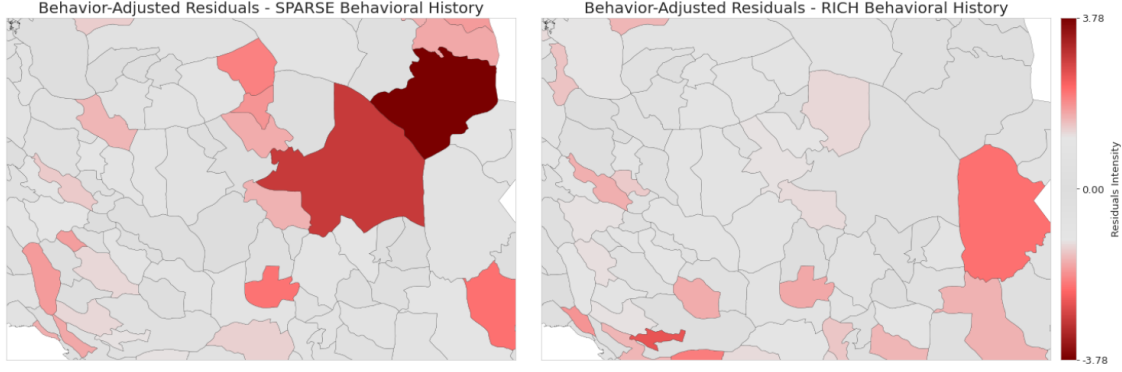 Behavior-Adjusted Residuals - SPARSE Behavioral History
Behavior-Adjusted Residuals - RICH Behavioral History
3.78
0.00
-3.78
Residuals Intensity